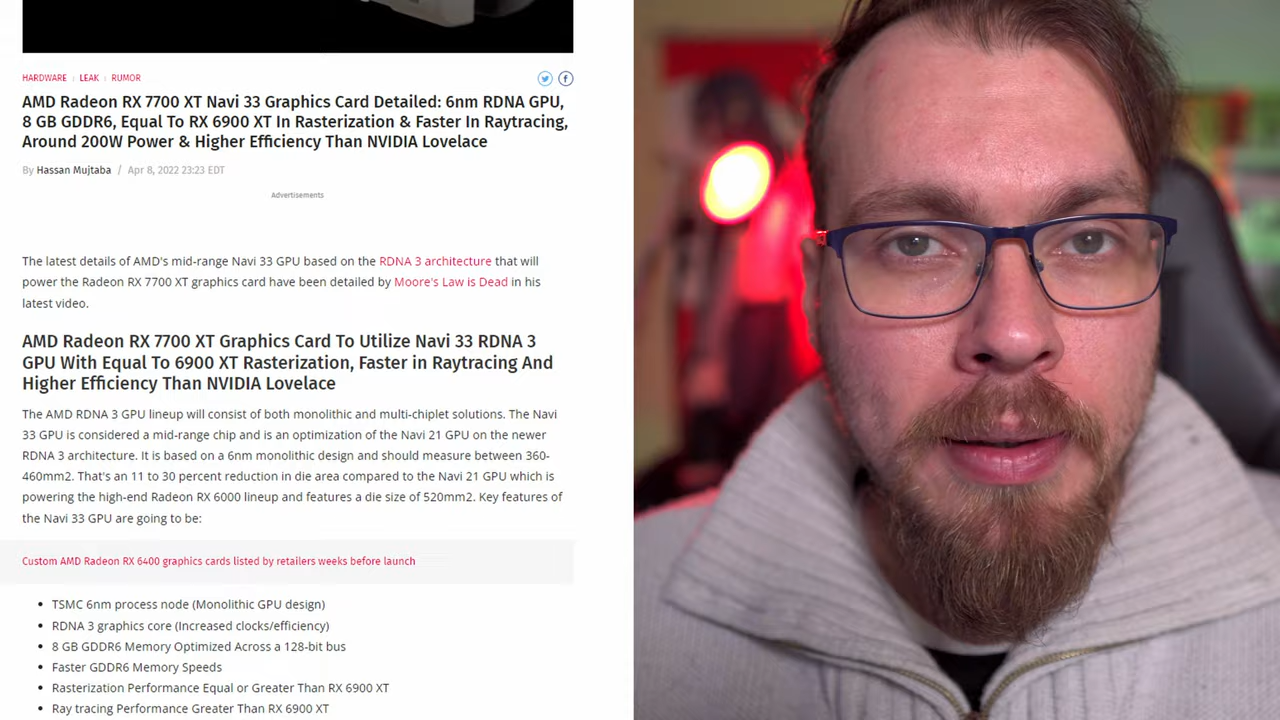 HARDWARE LEAK RUMOR
AMD Radeon RX 7700 XT Navi 33 Graphics Card Detailed: 6nm RDNA GPU,
8 GB GDDR6, Equal To RX 6900 XT In Rasterization & Faster In Raytracing,
Around 200W Power & Higher Efficiency Than NVIDIA Lovelace
By Hassan Mujtaba / Apr 8, 2022 23:23 EDT
Advertisements
The latest details of AMD's mid-range Navi 33 GPU based on the RDNA 3 architecture that will
power the Radeon RX 7700 XT graphics card have been detailed by Moore's Law is Dead in his
latest video.
AMD Radeon RX 7700 XT Graphics Card To Utilize Navi 33 RDNA 3
GPU With Equal To 6900 XT Rasterization, Faster in Raytracing And
Higher Efficiency Than NVIDIA Lovelace
The AMD RDNA 3 GPU lineup will consist of both monolithic and multi-chiplet solutions. The Navi
33 GPU is considered a mid-range chip and is an optimization of the Navi 21 GPU on the newer
RDNA 3 architecture. It is based on a 6nm monolithic design and should measure between 360-
460mm2. That's an 11 to 30 percent reduction in die area compared to the Navi 21 GPU which is
powering the high-end Radeon RX 6000 lineup and features a die size of 520mm2. Key features of
the Navi 33 GPU are going to be:
Custom AMD Radeon RX 6400 graphics cards listed by retailers weeks before launch
• TSMC 6nm process node (Monolithic GPU design)
• RDNA 3 graphics core (Increased clocks/efficiency)
• 8 GB GDDR6 Memory Optimized Across a 128-bit bus
• Faster GDDR6 Memory Speeds
• Rasterization Performance Equal or Greater Than RX 6900 XT
• Ray tracing Performance Greater Than RX 6900 XT